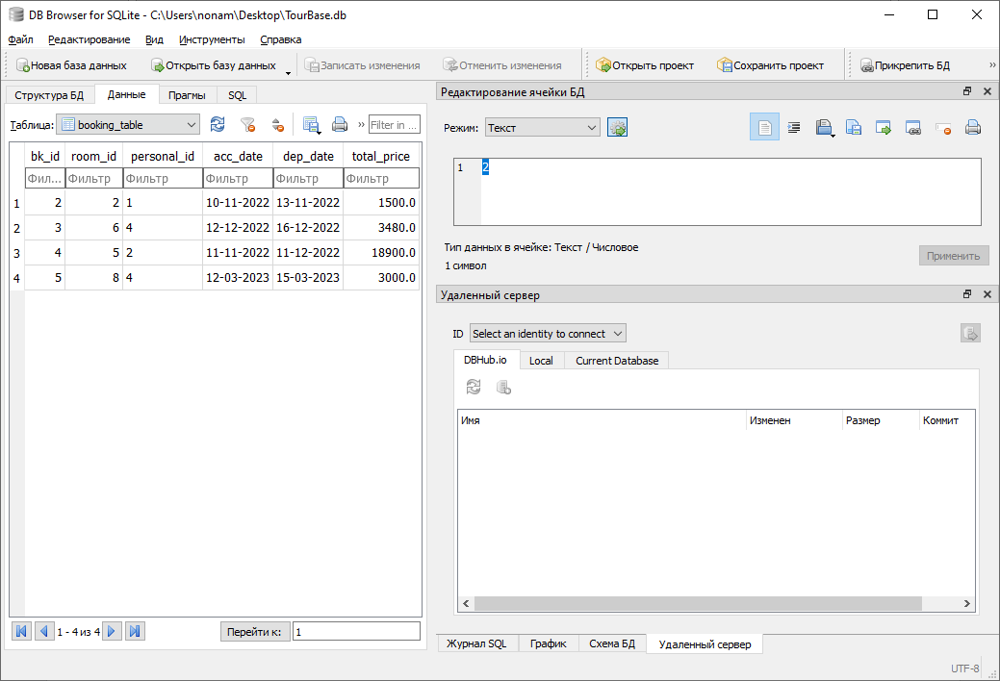 DB Browser for SQLite - C:\Users\nonam\Desktop\TourBase.db
Файл Редактирование Вид Инструменты Справка
Новая база данных Открыть базу данных Записать изменения Отменить изменения Открыть проект Сохранить проект Прикрепить БД »
Структура БД Данные Прагмы SQL
Таблица: booking_table » Filter in ...
bk_id room_id personal_id acc_date dep_date total_price
Фил... Фильтр Фильтр Фильтр Фильтр Фильтр
1 2 2 1 10-11-2022 13-11-2022 1500.0
2 3 6 4 12-12-2022 16-12-2022 3480.0
3 4 5 2 11-11-2022 11-12-2022 18900.0
4 5 8 4 12-03-2023 15-03-2023 3000.0
1 - 4 из 4 Перейти к: 1
Редактирование ячейки БД
Режим: Текст
1 2
Тип данных в ячейке: Текст / Числовое
1 символ
Применить
Удаленный сервер
ID Select an identity to connect
DBHub.io Local Current Database
Имя Изменен Размер Коммит
Журнал SQL График Схема БД Удаленный сервер
UTF-8